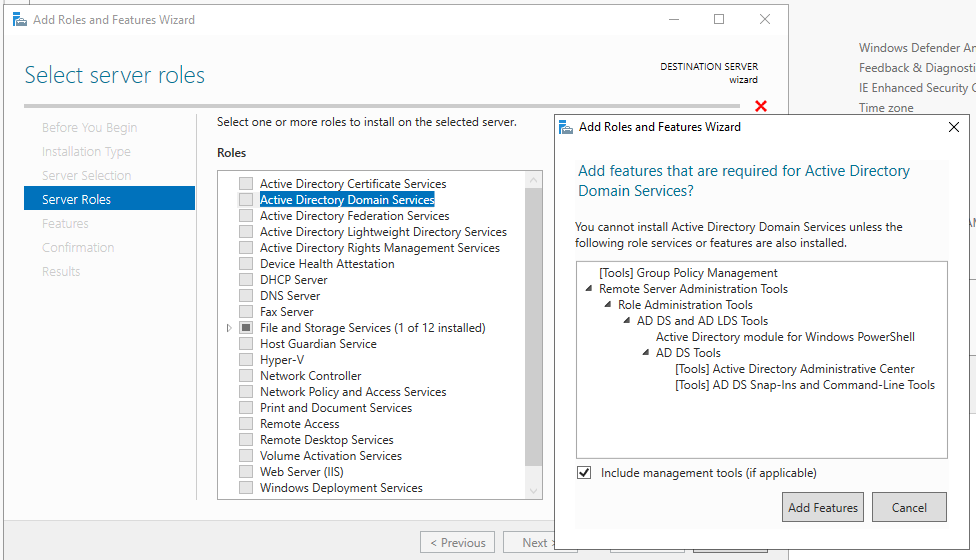 Add Roles and Features Wizard
Select server roles
DESTINATION SERVER
wizard
Before You Begin
Installation Type
Server Selection
Server Roles
Features
Confirmation
Results
Select one or more roles to install on the selected server.
Roles
Active Directory Certificate Services
Active Directory Domain Services
Active Directory Federation Services
Active Directory Lightweight Directory Services
Active Directory Rights Management Services
Device Health Attestation
DHCP Server
DNS Server
Fax Server
File and Storage Services (1 of 12 installed)
Host Guardian Service
Hyper-V
Network Controller
Network Policy and Access Services
Print and Document Services
Remote Access
Remote Desktop Services
Volume Activation Services
Web Server (IIS)
Windows Deployment Services
< Previous
Next >
Windows Defender An
Feedback & Diagnosti
IE Enhanced Security C
Time zone
Add Roles and Features Wizard
Add features that are required for Active Directory
Domain Services?
You cannot install Active Directory Domain Services unless the
following role services or features are also installed.
[Tools] Group Policy Management
Remote Server Administration Tools
Role Administration Tools
AD DS and AD LDS Tools
Active Directory module for Windows PowerShell
AD DS Tools
[Tools] Active Directory Administrative Center
[Tools] AD DS Snap-Ins and Command-Line Tools
Include management tools (if applicable)
Add Features
Cancel